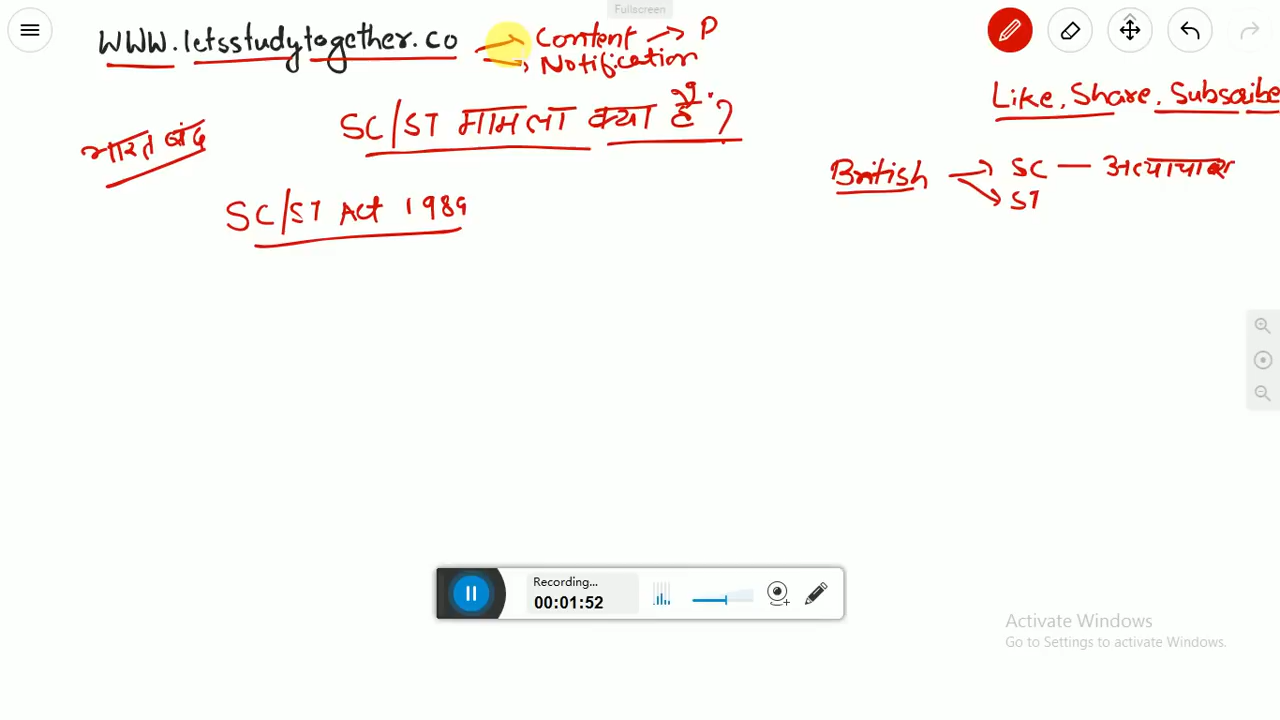 Fullscreen
www.letsstudytogether.co → Content → P
→ Notification
Like, Share, Subscribe
SC/ST मामला क्या है ?
भारत बंद
British → SC — अत्याचार
→ ST
SC/ST Act 1989
Recording...
00:01:52
Activate Windows
Go to Settings to activate Windows.